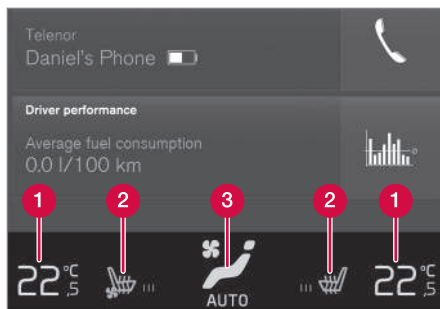 Telenor
Daniel's Phone
Driver performance
Average fuel consumption
0.0 l/100 km
1 2 3 2 1
22,5 °C 22,5 °C
AUTO